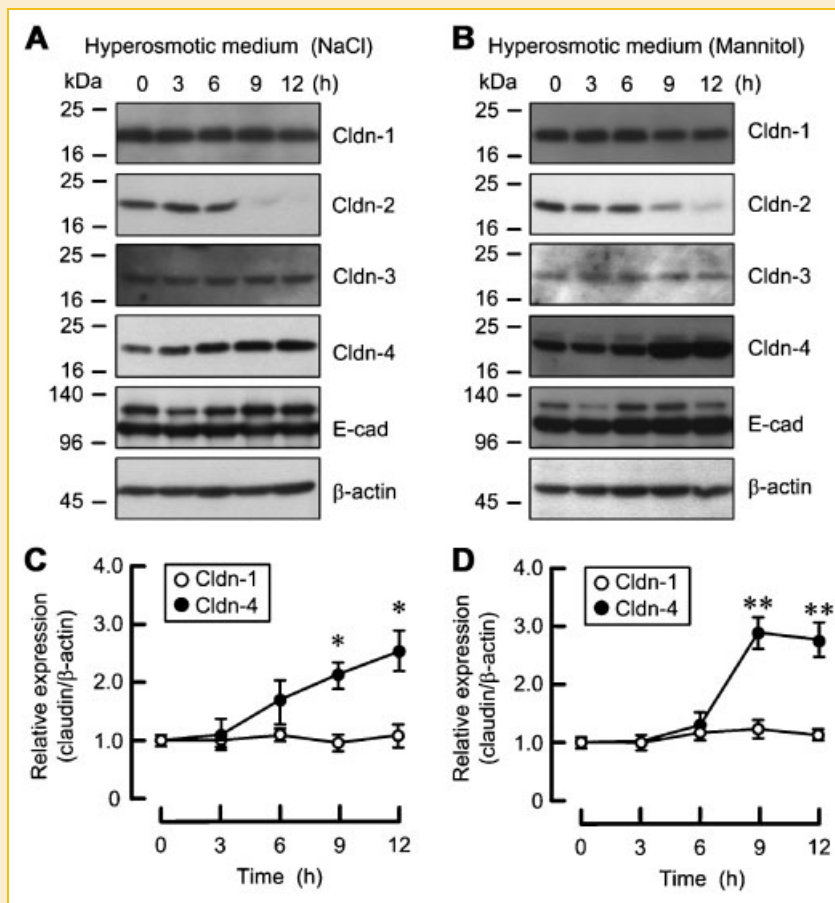 A
Hyperosmotic medium (NaCl)
kDa 0 3 6 9 12 (h)
25
16
Cldn-1
25
16
Cldn-2
25
16
Cldn-3
25
16
Cldn-4
140
96
E-cad
45
β-actin
B
Hyperosmotic medium (Mannitol)
kDa 0 3 6 9 12 (h)
25
16
Cldn-1
25
16
Cldn-2
25
16
Cldn-3
25
16
Cldn-4
140
96
E-cad
45
β-actin
C
Relative expression
(claudin/β-actin)
4.0
3.0
2.0
1.0
0
Cldn-1
Cldn-4
* *
0 3 6 9 12
Time (h)
D
Relative expression
(claudin/β-actin)
4.0
3.0
2.0
1.0
0
Cldn-1
Cldn-4
** **
0 3 6 9 12
Time (h)